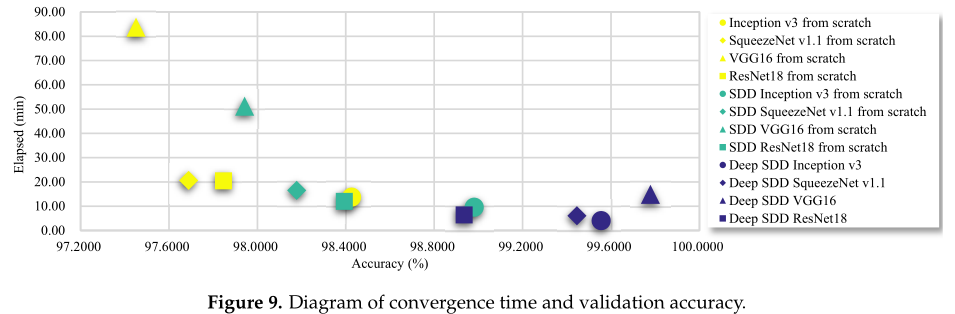 90.00
80.00
70.00
60.00
50.00
40.00
30.00
20.00
10.00
0.00
Elapsed (min)
97.2000 97.6000 98.0000 98.4000 98.8000 99.2000 99.6000 100.0000
Accuracy (%)
Inception v3 from scratch
SqueezeNet v1.1 from scratch
VGG16 from scratch
ResNet18 from scratch
SDD Inception v3 from scratch
SDD SqueezeNet v1.1 from scratch
SDD VGG16 from scratch
SDD ResNet18 from scratch
Deep SDD Inception v3
Deep SDD SqueezeNet v1.1
Deep SDD VGG16
Deep SDD ResNet18
Figure 9. Diagram of convergence time and validation accuracy.